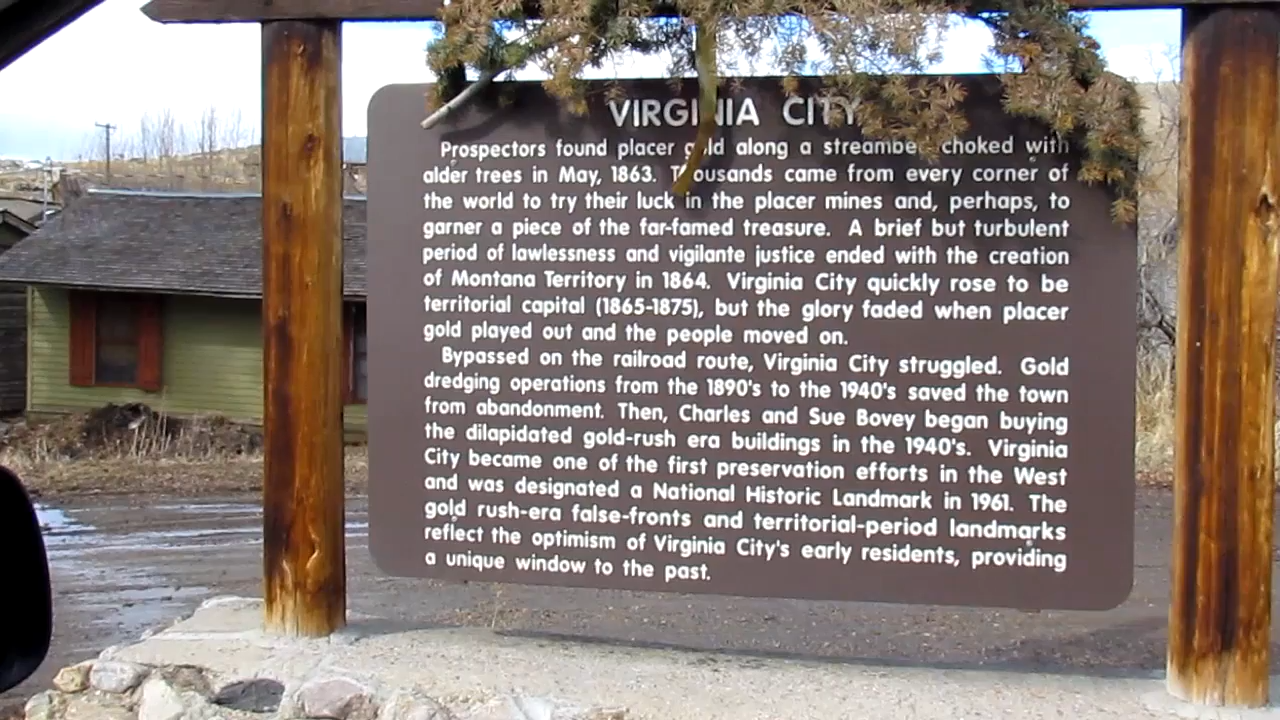 VIRGINIA CITY
Prospectors found placer gold along a streambed choked with
alder trees in May, 1863. Thousands came from every corner of
the world to try their luck in the placer mines and, perhaps, to
garner a piece of the far-famed treasure. A brief but turbulent
period of lawlessness and vigilante justice ended with the creation
of Montana Territory in 1864. Virginia City quickly rose to be
territorial capital (1865-1875), but the glory faded when placer
gold played out and the people moved on.
Bypassed on the railroad route, Virginia City struggled. Gold
dredging operations from the 1890's to the 1940's saved the town
from abandonment. Then, Charles and Sue Bovey began buying
the dilapidated gold-rush era buildings in the 1940's. Virginia
City became one of the first preservation efforts in the West
and was designated a National Historic Landmark in 1961. The
gold rush-era false-fronts and territorial-period landmarks
reflect the optimism of Virginia City's early residents, providing
a unique window to the past.